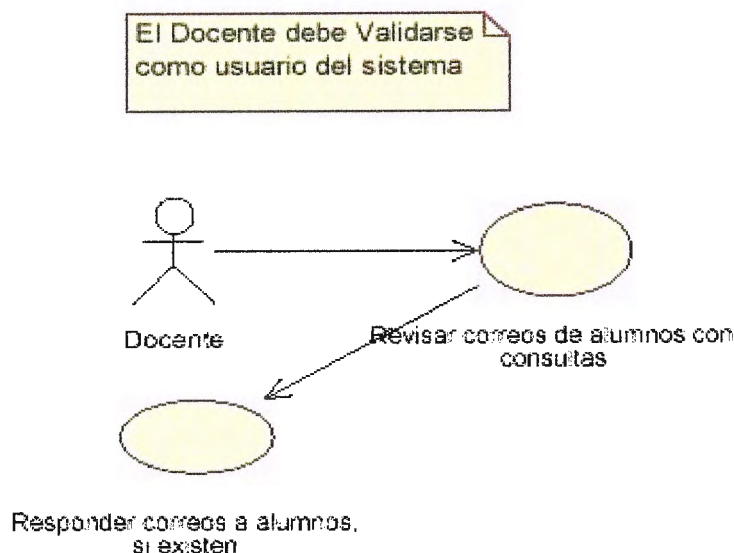 El Docente debe Validarse
como usuario del sistema
Docente
Revisar correos de alumnos con
consultas
Responder correos a alumnos,
si existen